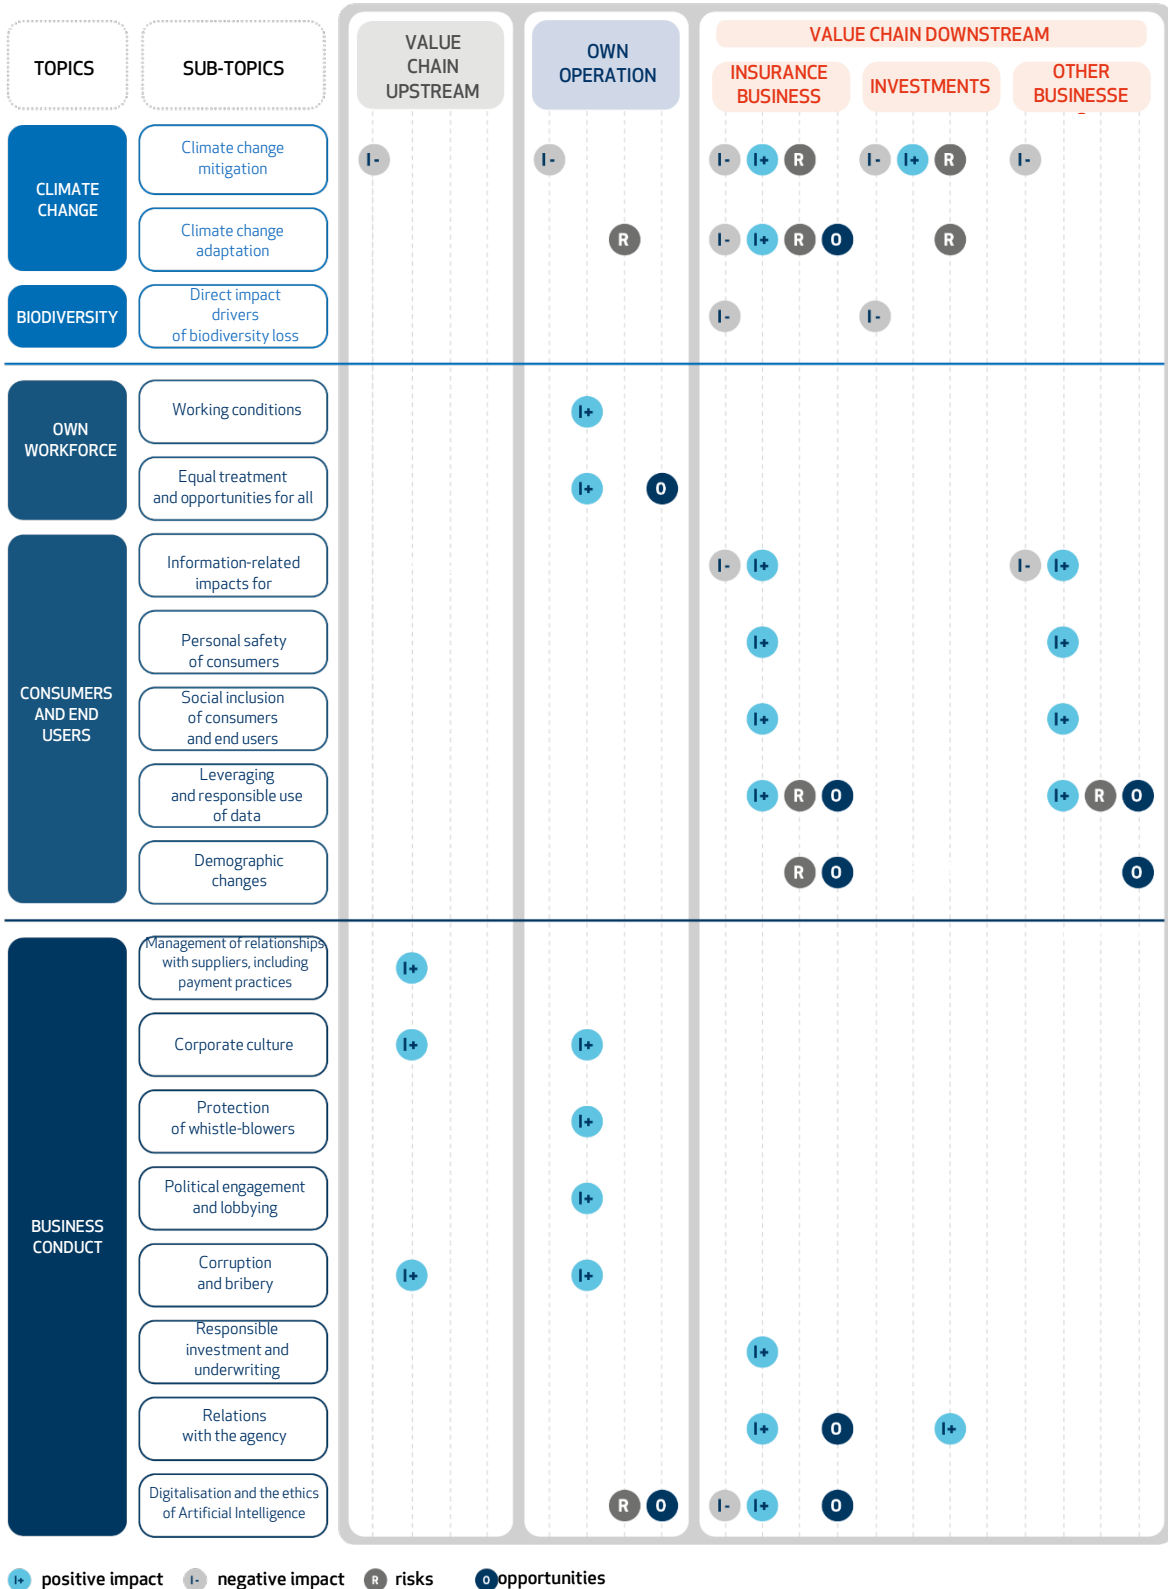 TOPICS
SUB-TOPICS
VALUE
CHAIN
UPSTREAM
OWN
OPERATION
VALUE CHAIN DOWNSTREAM
INSURANCE
BUSINESS
INVESTMENTS
OTHER
BUSINESSE
CLIMATE
CHANGE
Climate change
mitigation
I- I- I- I+ R I- I+ R I-
Climate change
adaptation
R I- I+ R O R
BIODIVERSITY
Direct impact
drivers
of biodiversity loss
I- I-
OWN
WORKFORCE
Working conditions
I+
Equal treatment
and opportunities for all
I+ O
CONSUMERS
AND END
USERS
Information-related
impacts for
I- I+ I- I+
Personal safety
of consumers
I+ I+
Social inclusion
of consumers
and end users
I+ I+
Leveraging
and responsible use
of data
I+ R O I+ R O
Demographic
changes
R O O
BUSINESS
CONDUCT
Management of relationships
with suppliers, including
payment practices
I+
Corporate culture
I+ I+
Protection
of whistle-blowers
I+
Political engagement
and lobbying
I+
Corruption
and bribery
I+ I+
Responsible
investment and
underwriting
I+
Relations
with the agency
I+ O I+
Digitalisation and the ethics
of Artificial Intelligence
R O I- I+ O
I+ positive impact I- negative impact R risks O opportunities